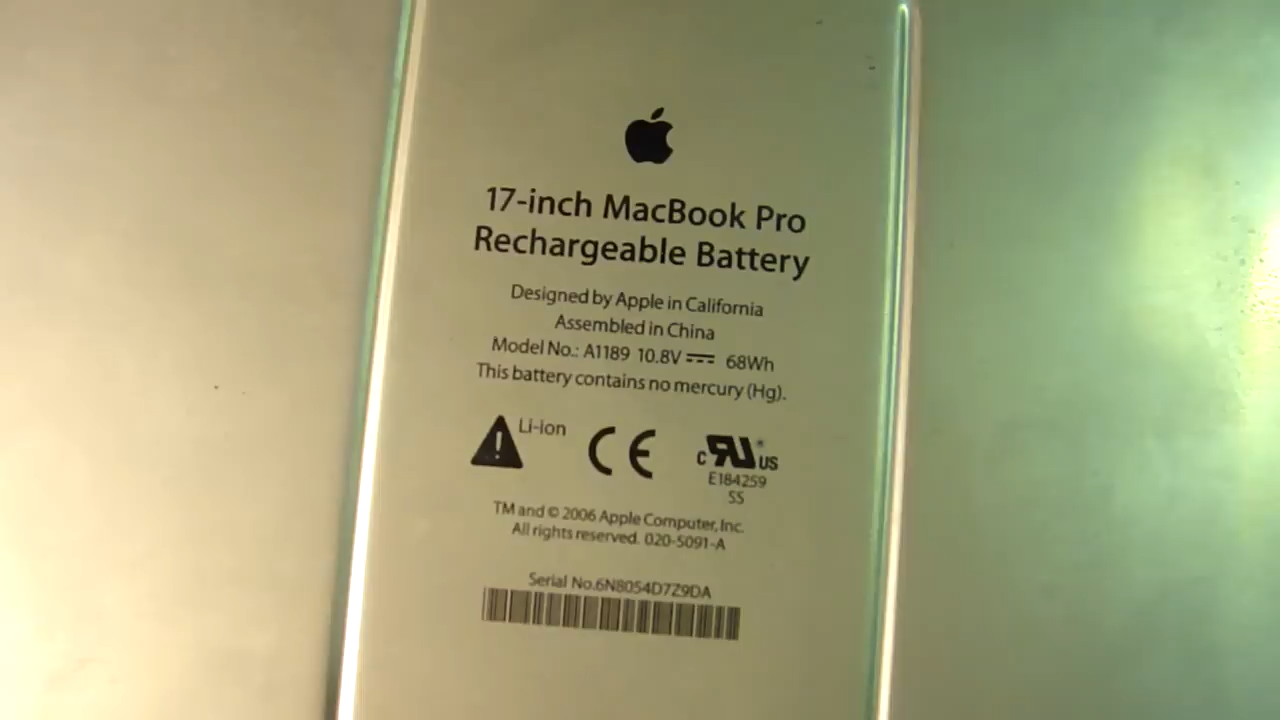 17-inch MacBook Pro
Rechargeable Battery
Designed by Apple in California
Assembled in China
Model No.: A1189 10.8V ⎓ 68Wh
This battery contains no mercury (Hg).
Li-ion
CE
c RU ® US
E184259
SS
TM and © 2006 Apple Computer, Inc.
All rights reserved. 020-5091-A
Serial No.6N8054D7Z9DA